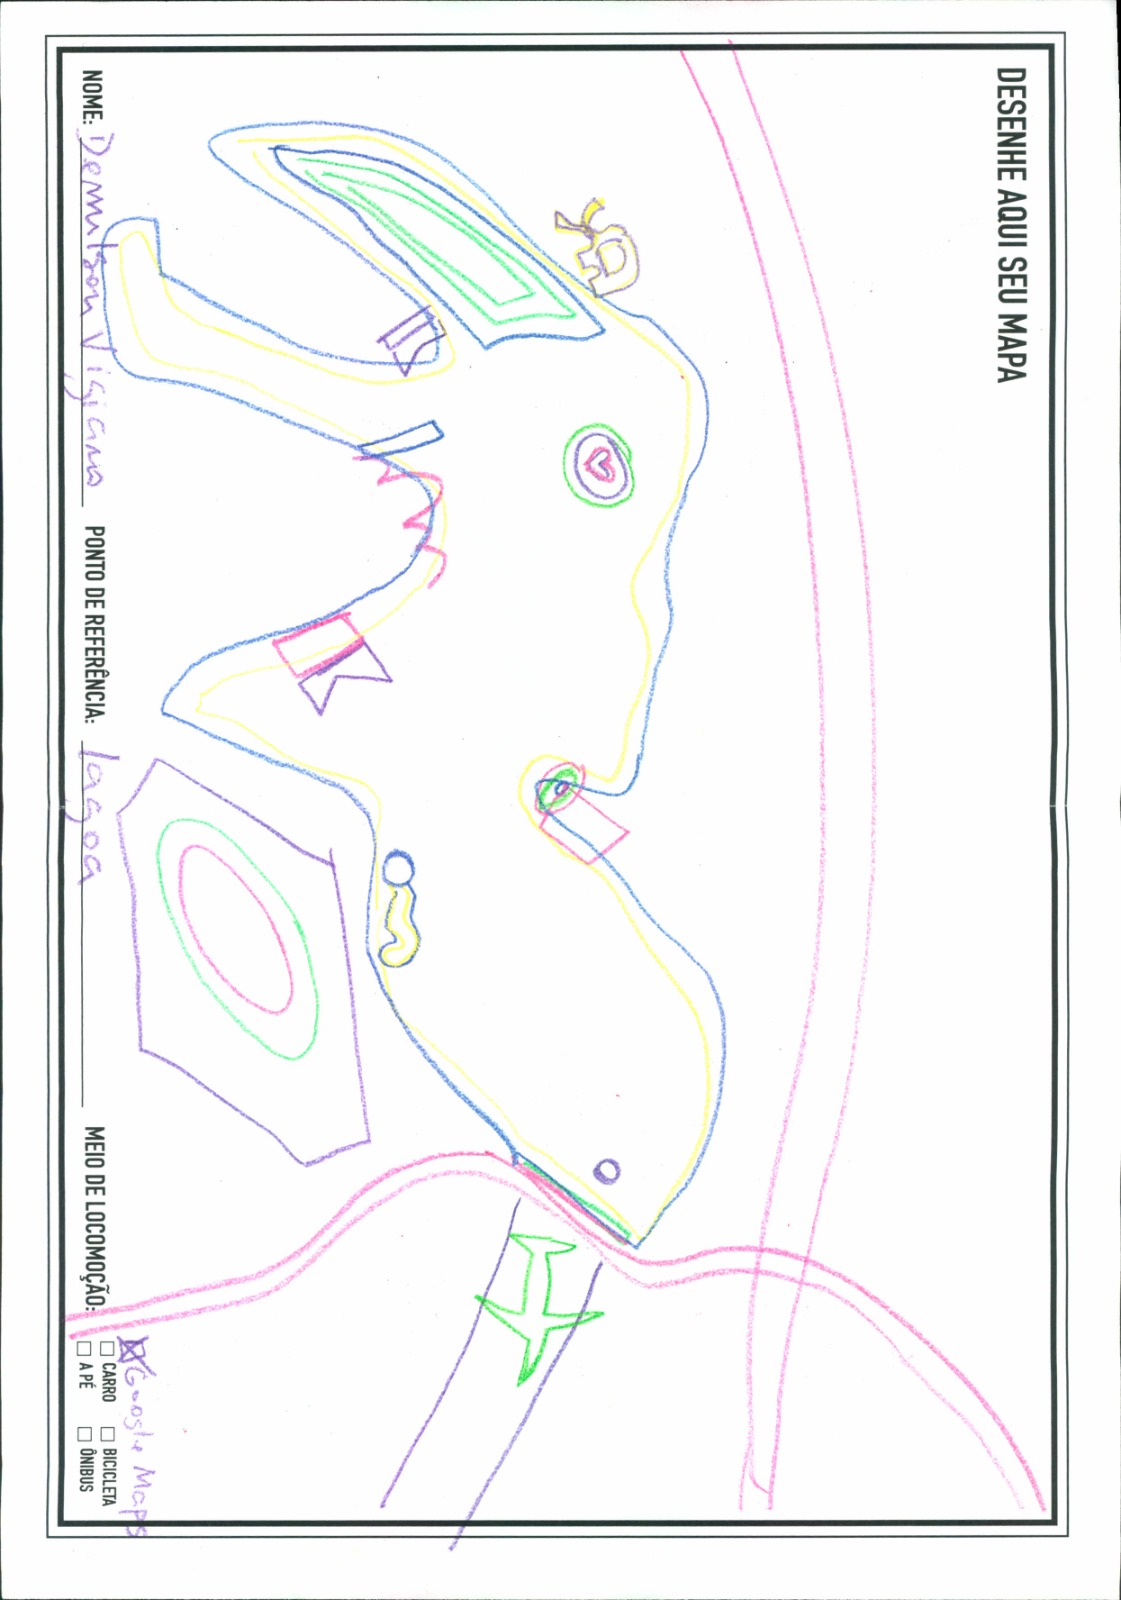 DESENHE AQUI SEU MAPA
Google Maps
NOME: Demilson Vigiano PONTO DE REFERÊNCIA: Lagoa MEIO DE LOCOMOÇÃO: CARRO BICICLETA
A PÉ ÔNIBUS